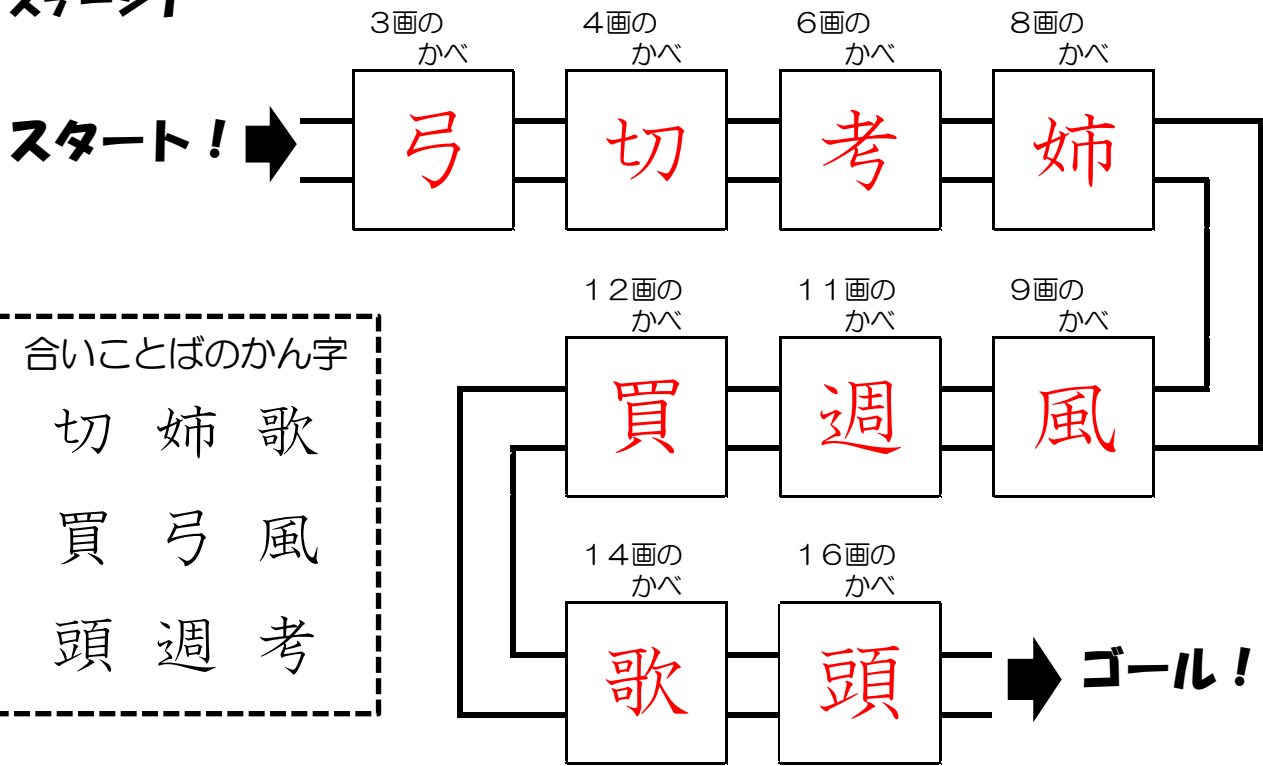 3画の
かべ
4画の
かべ
6画の
かべ
8画の
かべ
スタート!
弓
切
考
姉
12画の
かべ
11画の
かべ
9画の
かべ
買
週
風
合いことばのかん字
切 姉 歌
買 弓 風
頭 週 考
14画の
かべ
16画の
かべ
歌
頭
ゴール!